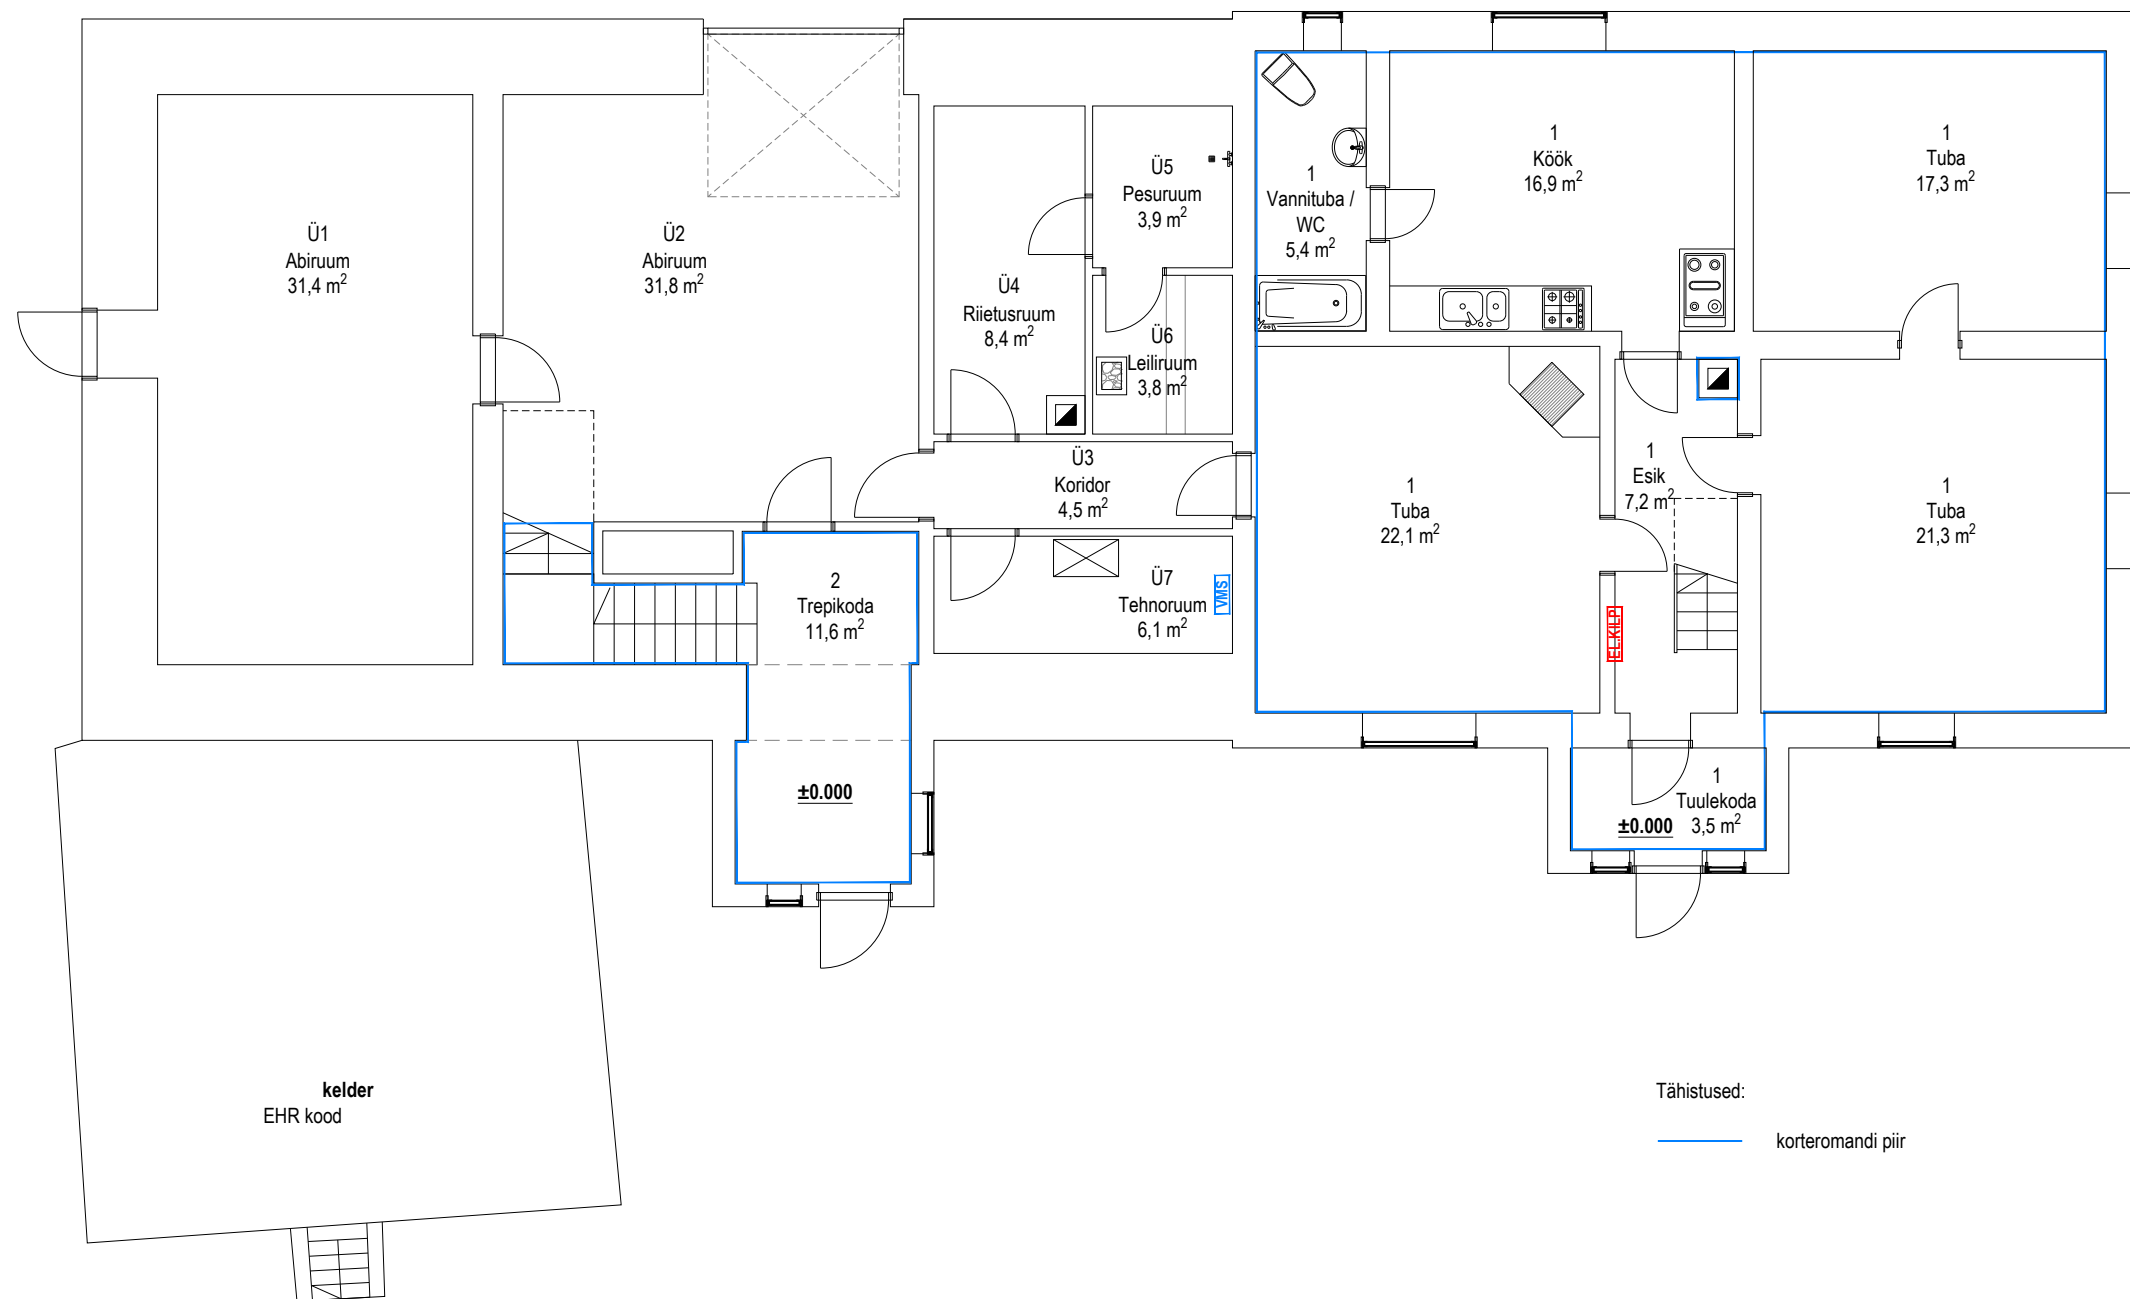 Ü1
Abiruum
31,4 m²
Ü2
Abiruum
31,8 m²
Ü4
Riietusruum
8,4 m²
Ü5
Pesuruum
3,9 m²
Ü6
Leiliruum
3,8 m²
Ü3
Koridor
4,5 m²
Ü7
Tehnoruum
6,1 m²
VMS
2
Trepikoda
11,6 m²
±0.000
1
Vannituba /
WC
5,4 m²
1
Köök
16,9 m²
1
Tuba
17,3 m²
1
Tuba
22,1 m²
1
Esik
7,2 m²
1
Tuba
21,3 m²
EL.KILP
1
Tuulekoda
±0.000 3,5 m²
kelder
EHR kood
Tähistused:
korteromandi piir